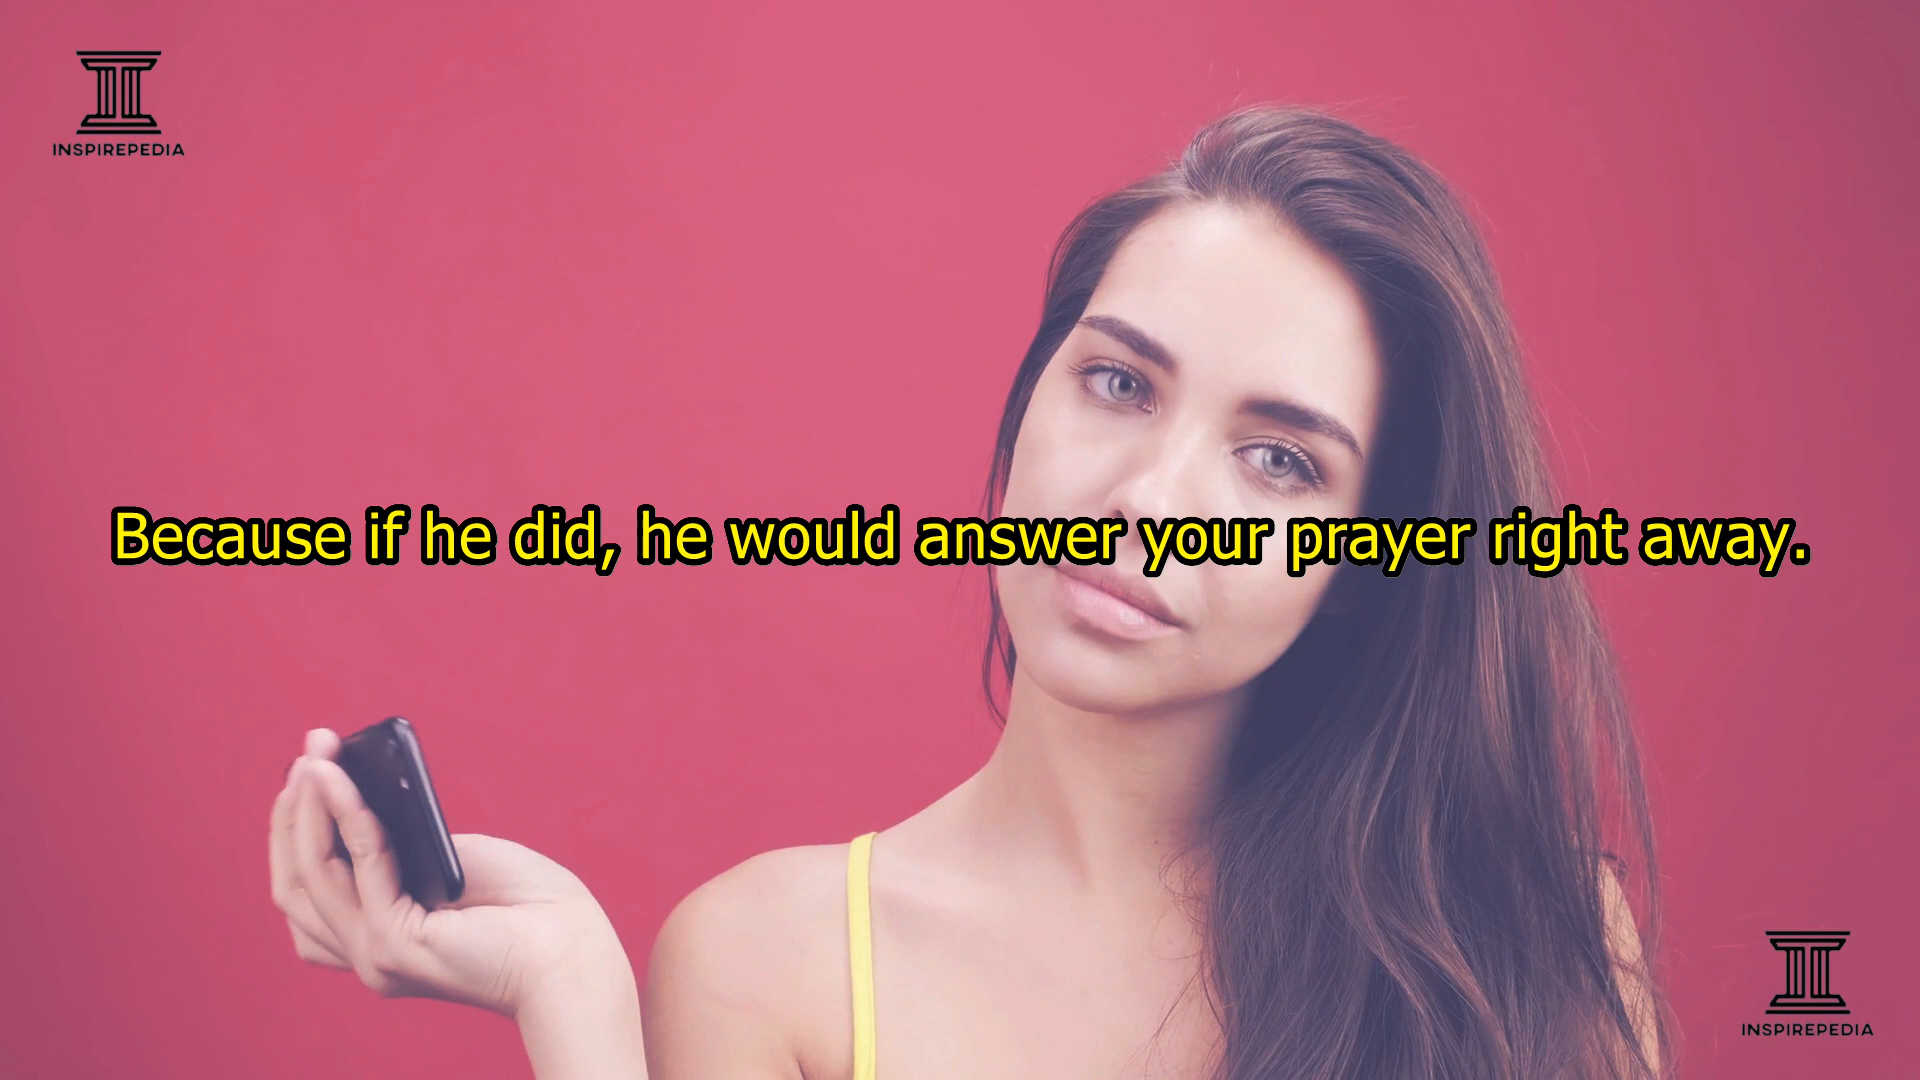 INSPIREPEDIA
Because if he did, he would answer your prayer right away.
INSPIREPEDIA